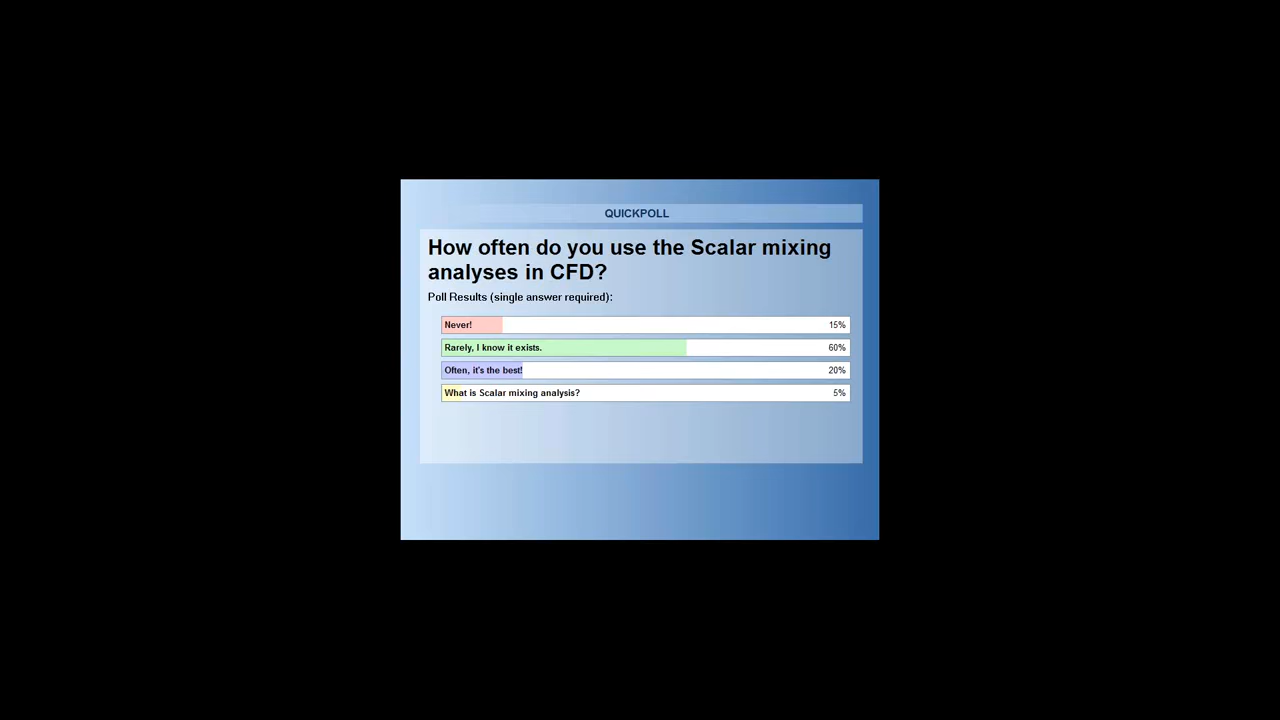 QUICKPOLL
How often do you use the Scalar mixing
analyses in CFD?
Poll Results (single answer required):
Never! 15%
Rarely, I know it exists. 60%
Often, it's the best! 20%
What is Scalar mixing analysis? 5%